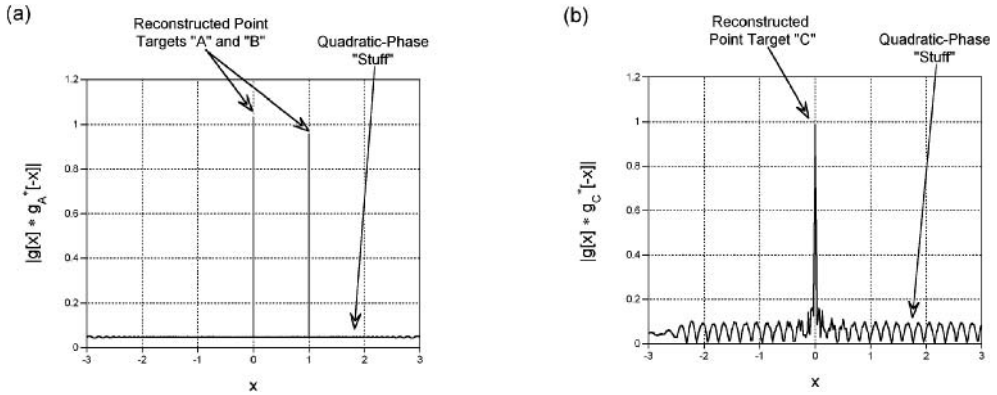 (a)
Reconstructed Point
Targets "A" and "B"
Quadratic-Phase
"Stuff"
1.2
1
0.8
0.6
0.4
0.2
0
-3
-2
-1
0
1
2
3
|g[x] * g_A*[-x]|
x
(b)
Reconstructed
Point Target "C"
Quadratic-Phase
"Stuff"
1.2
1
0.8
0.6
0.4
0.2
0
-3
-2
-1
0
1
2
3
|g[x] * g_C*[-x]|
x